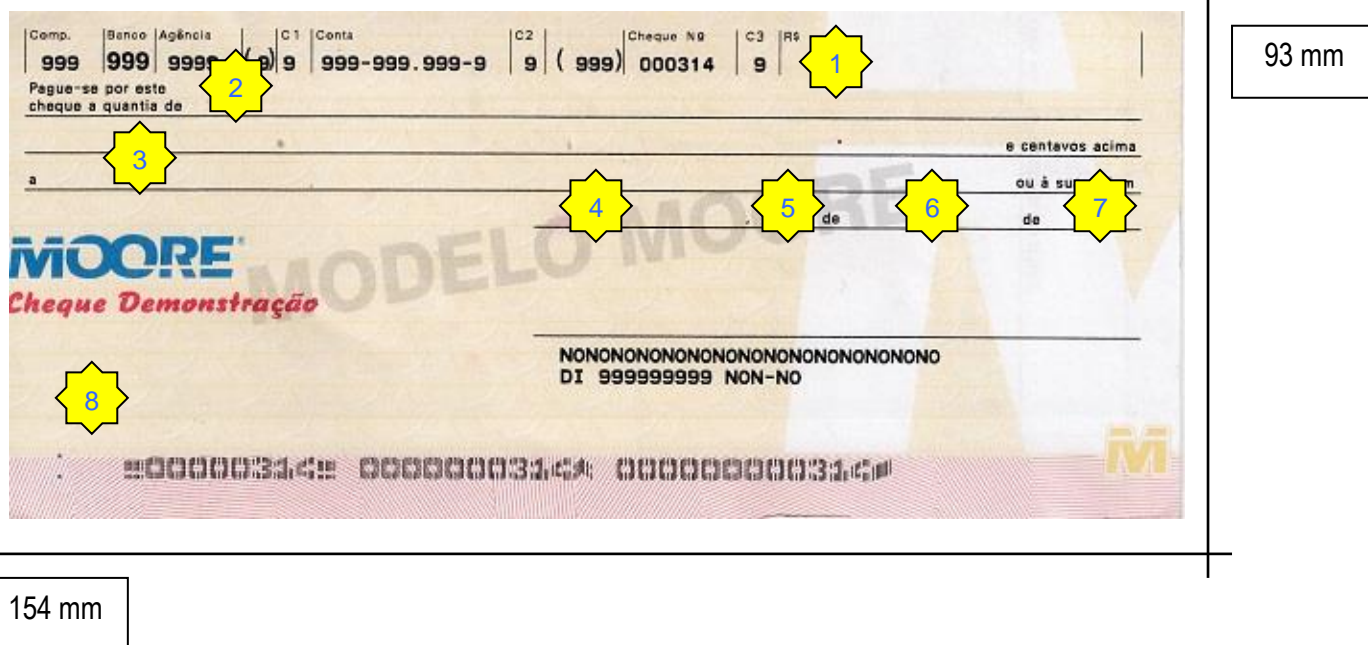 Comp. Banco Agência C1 Conta C2 Cheque Nº C3 R$
999 999 9999 (9) 9 999-999.999-9 9 ( 999) 000314 9 1
93 mm
Pague-se por este 2
cheque a quantia de
3 e centavos acima
a ou à
4 5 de 6 de 7
MODELO MOORE
MOORE
Cheque Demonstração
NONONONONONONONONONONONONONONO
DI 999999999 NON-NO
8
M
154 mm